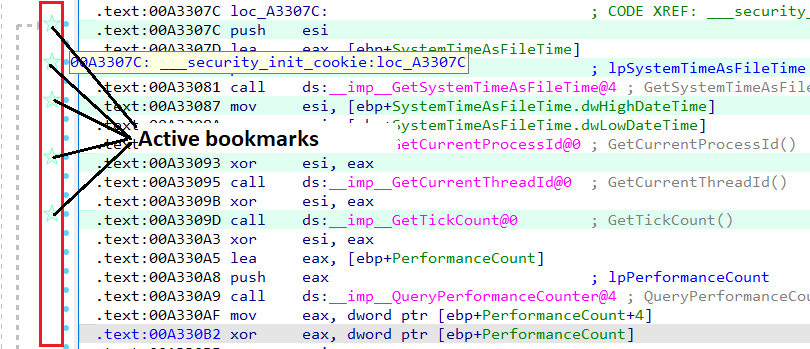 .text:00A3307C loc_A3307C: ; CODE XREF: ___security_
.text:00A3307C push esi
.text:00A3307D lea eax, [ebp+SystemTimeAsFileTime]
00A3307C: ___security_init_cookie:loc_A3307C
; lpSystemTimeAsFileTime
.text:00A33081 call ds:__imp__GetSystemTimeAsFileTime@4 ; GetSystemTimeAsFile
.text:00A33087 mov esi, [ebp+SystemTimeAsFileTime.dwHighDateTime]
SystemTimeAsFileTime.dwLowDateTime]
Active bookmarks
GetCurrentProcessId@0 ; GetCurrentProcessId()
.text:00A33093 xor esi, eax
.text:00A33095 call ds:__imp__GetCurrentThreadId@0 ; GetCurrentThreadId()
.text:00A3309B xor esi, eax
.text:00A3309D call ds:__imp__GetTickCount@0 ; GetTickCount()
.text:00A330A3 xor esi, eax
.text:00A330A5 lea eax, [ebp+PerformanceCount]
.text:00A330A8 push eax ; lpPerformanceCount
.text:00A330A9 call ds:__imp__QueryPerformanceCounter@4 ; QueryPerformanceCou
.text:00A330AF mov eax, dword ptr [ebp+PerformanceCount+4]
.text:00A330B2 xor eax, dword ptr [ebp+PerformanceCount]